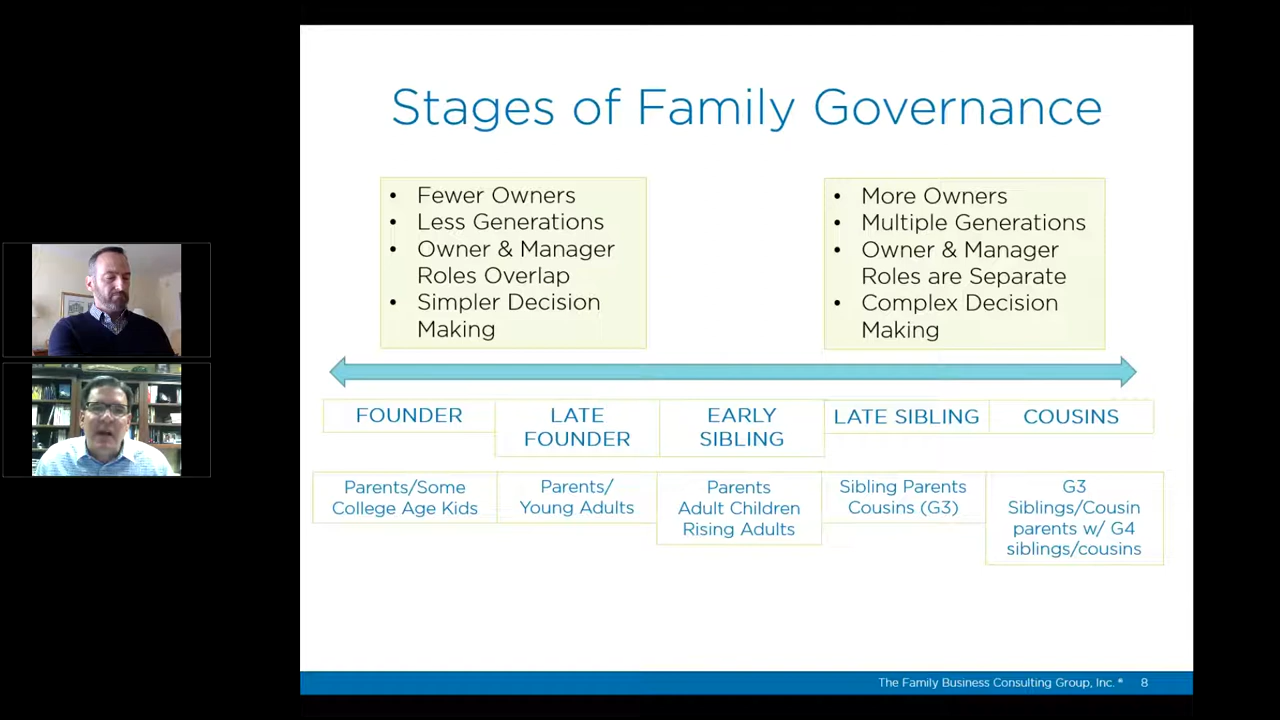 Stages of Family Governance
• Fewer Owners
• Less Generations
• Owner & Manager
Roles Overlap
• Simpler Decision
Making
• More Owners
• Multiple Generations
• Owner & Manager
Roles are Separate
• Complex Decision
Making
FOUNDER
LATE
FOUNDER
EARLY
SIBLING
LATE SIBLING
COUSINS
Parents/Some
College Age Kids
Parents/
Young Adults
Parents
Adult Children
Rising Adults
Sibling Parents
Cousins (G3)
G3
Siblings/Cousin
parents w/ G4
siblings/cousins
The Family Business Consulting Group, Inc.® 8